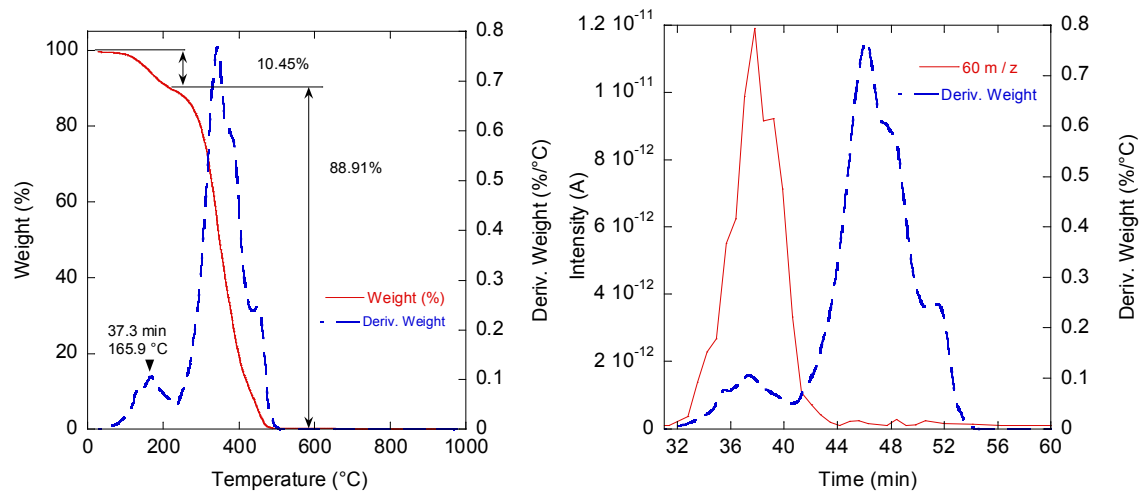 100
80
60
40
20
0
Weight (%)
0.8
0.7
0.6
0.5
0.4
0.3
0.2
0.1
0
Deriv. Weight (%/°C)
10.45%
88.91%
Weight (%)
Deriv. Weight
37.3 min
165.9 °C
0 200 400 600 800 1000
Temperature (°C)
1.2 10-11
1 10-11
8 10-12
6 10-12
4 10-12
2 10-12
0
Intensity (A)
60 m / z
Deriv. Weight
0.8
0.7
0.6
0.5
0.4
0.3
0.2
0.1
0
Deriv. Weight (%/°C)
32 36 40 44 48 52 56 60
Time (min)